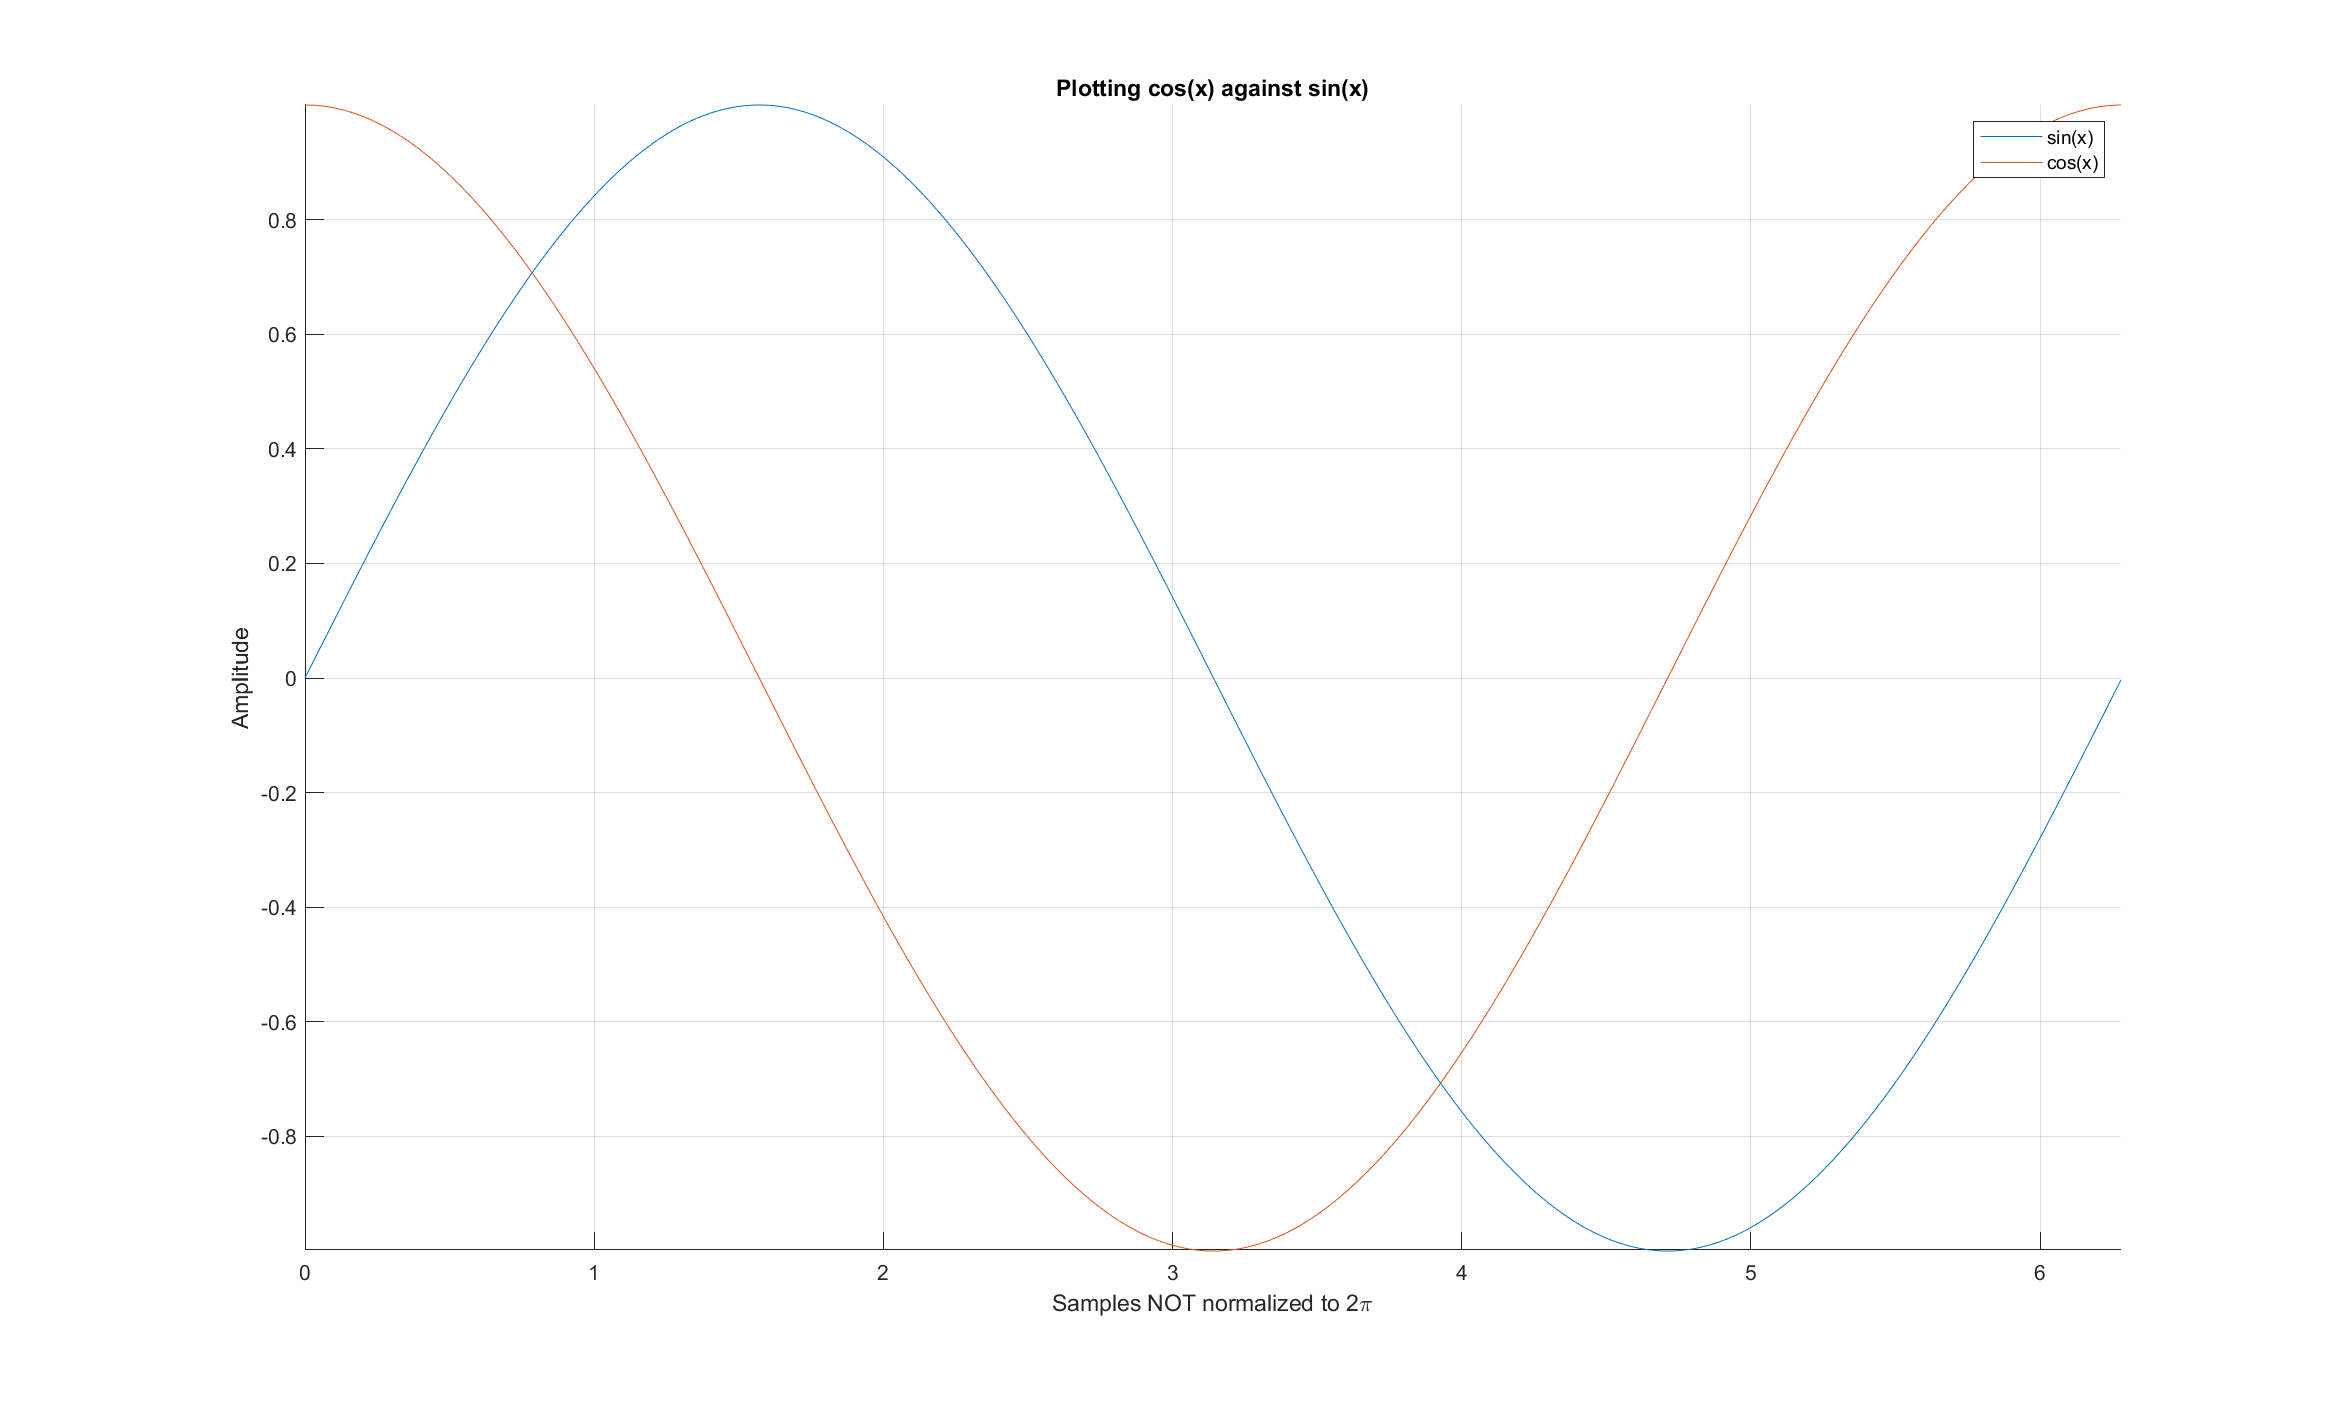 Plotting cos(x) against sin(x)
sin(x)
cos(x)
0.8
0.6
0.4
0.2
0
-0.2
-0.4
-0.6
-0.8
Amplitude
0 1 2 3 4 5 6
Samples NOT normalized to 2π